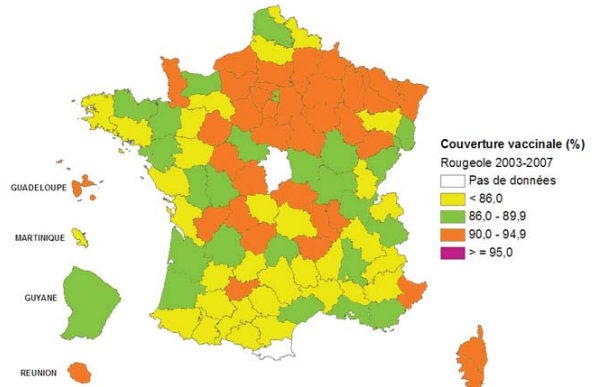 Couverture vaccinale (%)
Rougeole 2003-2007
Pas de données
< 86,0
86,0 - 89,9
90,0 - 94,9
> = 95,0
GUADELOUPE
MARTINIQUE
GUYANE
REUNION